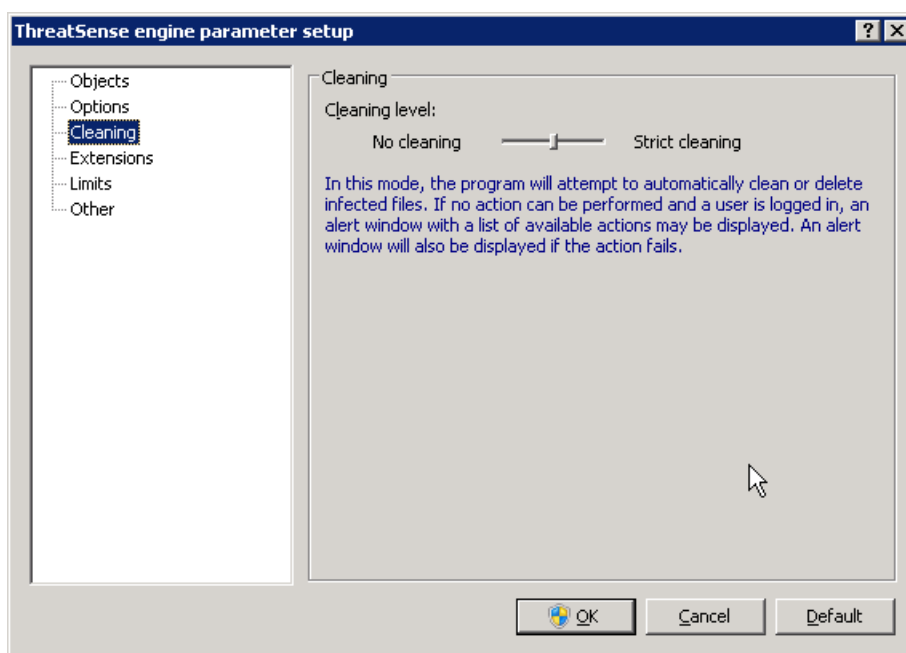 ThreatSense engine parameter setup
Objects
Options
Cleaning
Extensions
Limits
Other
Cleaning
Cleaning level:
No cleaning
Strict cleaning
In this mode, the program will attempt to automatically clean or delete
infected files. If no action can be performed and a user is logged in, an
alert window with a list of available actions may be displayed. An alert
window will also be displayed if the action fails.
OK
Cancel
Default